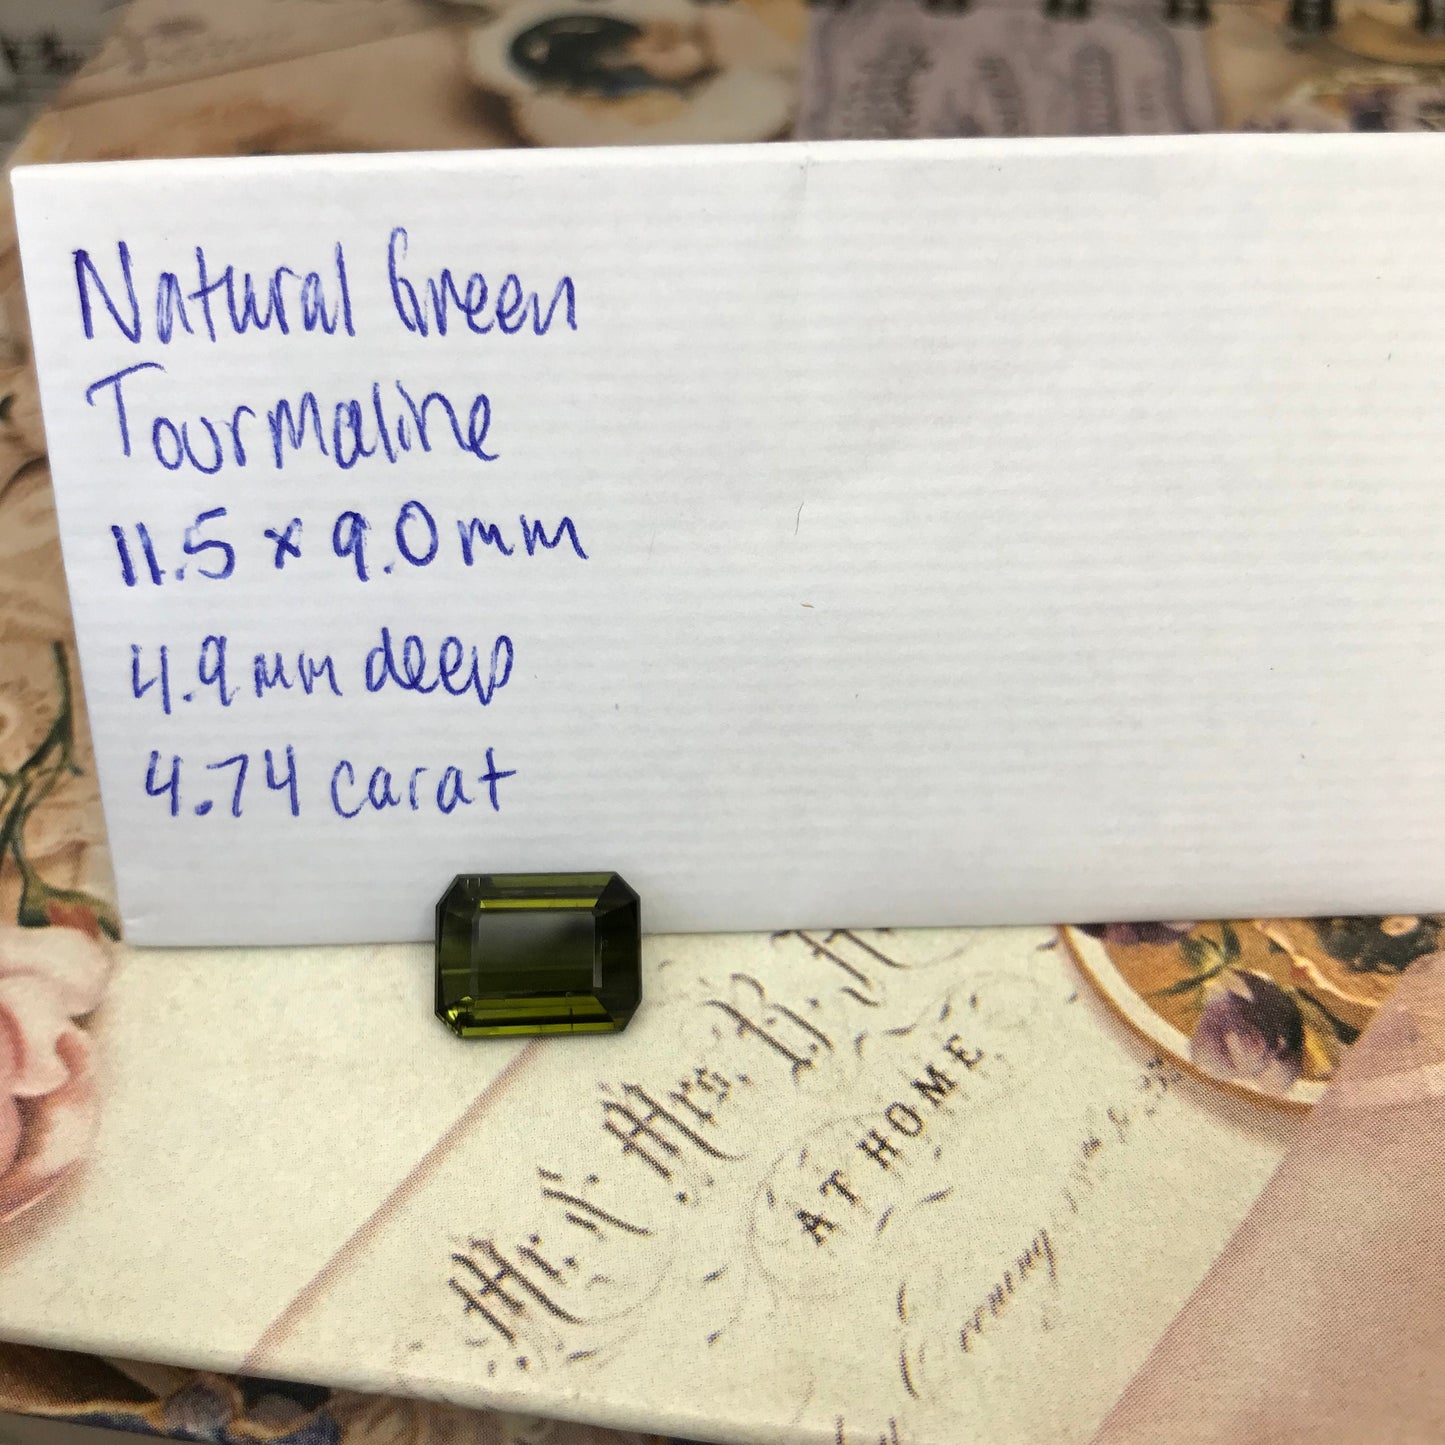 Natural Green
Tourmaline
11.5 x 9.0mm
4.9mm deep
4.74 carat
Mr. & Mrs. B.
AT HOME